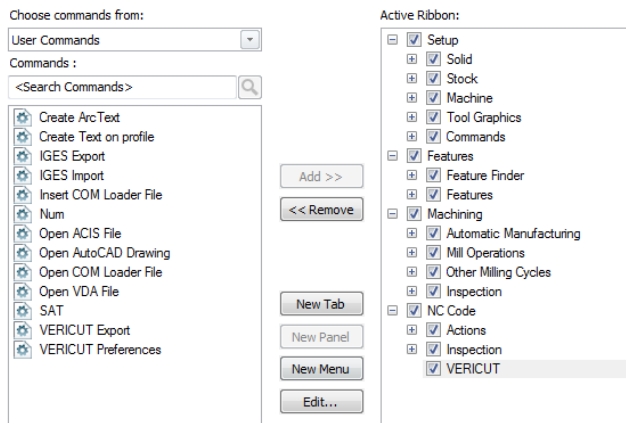 Choose commands from:
User Commands
Commands :
<Search Commands>
Create ArcText
Create Text on profile
IGES Export
IGES Import
Insert COM Loader File
Num
Open ACIS File
Open AutoCAD Drawing
Open COM Loader File
Open VDA File
SAT
VERICUT Export
VERICUT Preferences
Add >>
<< Remove
New Tab
New Panel
New Menu
Edit...
Active Ribbon:
Setup
Solid
Stock
Machine
Tool Graphics
Commands
Features
Feature Finder
Features
Machining
Automatic Manufacturing
Mill Operations
Other Milling Cycles
Inspection
NC Code
Actions
Inspection
VERICUT